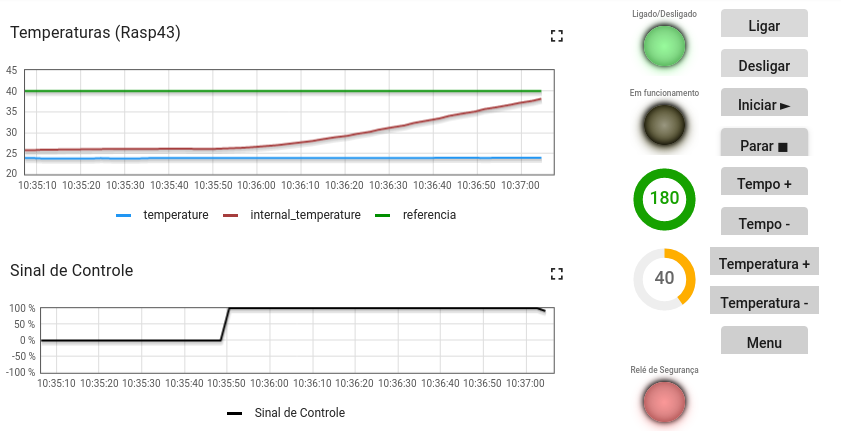 Temperaturas (Rasp43)
45
40
35
30
25
20
10:35:10 10:35:20 10:35:30 10:35:40 10:35:50 10:36:00 10:36:10 10:36:20 10:36:30 10:36:40 10:36:50 10:37:00
temperature internal_temperature referencia
Sinal de Controle
100 %
50 %
0 %
-50 %
-100 %
10:35:10 10:35:20 10:35:30 10:35:40 10:35:50 10:36:00 10:36:10 10:36:20 10:36:30 10:36:40 10:36:50 10:37:00
Sinal de Controle
Ligado/Desligado
Em funcionamento
180
40
Relé de Segurança
Ligar
Desligar
Iniciar ►
Parar ■
Tempo +
Tempo -
Temperatura +
Temperatura -
Menu